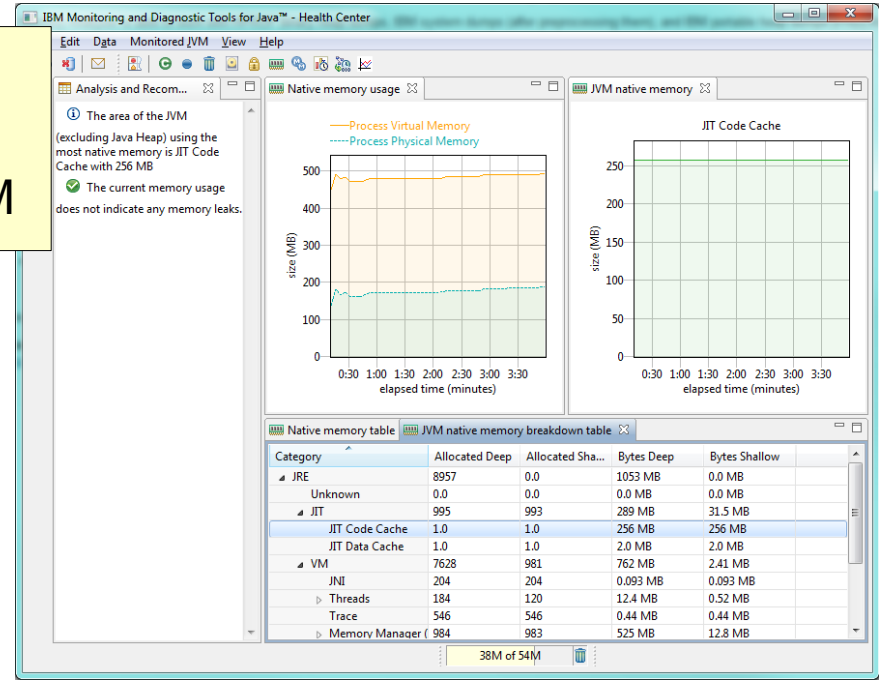 IBM Monitoring and Diagnostic Tools for Java™ - Health Center
Edit Data Monitored JVM View Help
Analysis and Recom...
The area of the JVM
(excluding Java Heap) using the
most native memory is JIT Code
Cache with 256 MB
The current memory usage
does not indicate any memory leaks.
M
Native memory usage
Process Virtual Memory
Process Physical Memory
500
400
300
200
100
0
size (MB)
0:30 1:00 1:30 2:00 2:30 3:00 3:30
elapsed time (minutes)
JVM native memory
JIT Code Cache
250
200
150
100
50
0
size (MB)
0:30 1:00 1:30 2:00 2:30 3:00 3:30
elapsed time (minutes)
Native memory table JVM native memory breakdown table
Category Allocated Deep Allocated Sha... Bytes Deep Bytes Shallow
JRE 8957 0.0 1053 MB 0.0 MB
Unknown 0.0 0.0 0.0 MB 0.0 MB
JIT 995 993 289 MB 31.5 MB
JIT Code Cache 1.0 1.0 256 MB 256 MB
JIT Data Cache 1.0 1.0 2.0 MB 2.0 MB
VM 7628 981 762 MB 2.41 MB
JNI 204 204 0.093 MB 0.093 MB
Threads 184 120 12.4 MB 0.52 MB
Trace 546 546 0.44 MB 0.44 MB
Memory Manager ( 984 983 525 MB 12.8 MB
38M of 54M